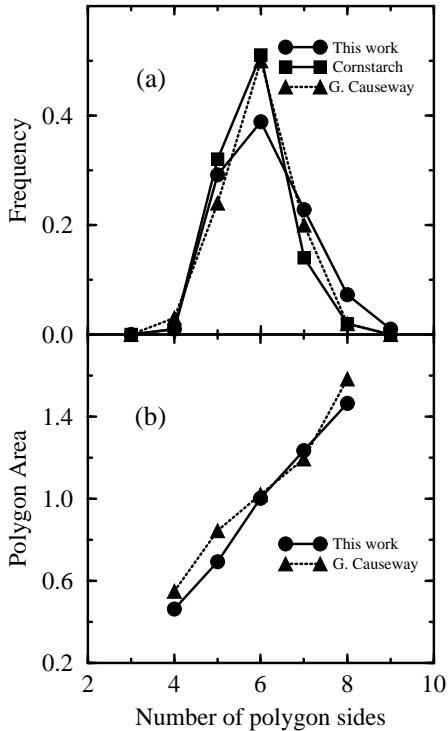 (a)
This work
Cornstarch
G. Causeway
Frequency
0.4
0.2
0.0
(b)
Polygon Area
1.4
1.0
0.6
0.2
This work
G. Causeway
2 4 6 8 10
Number of polygon sides